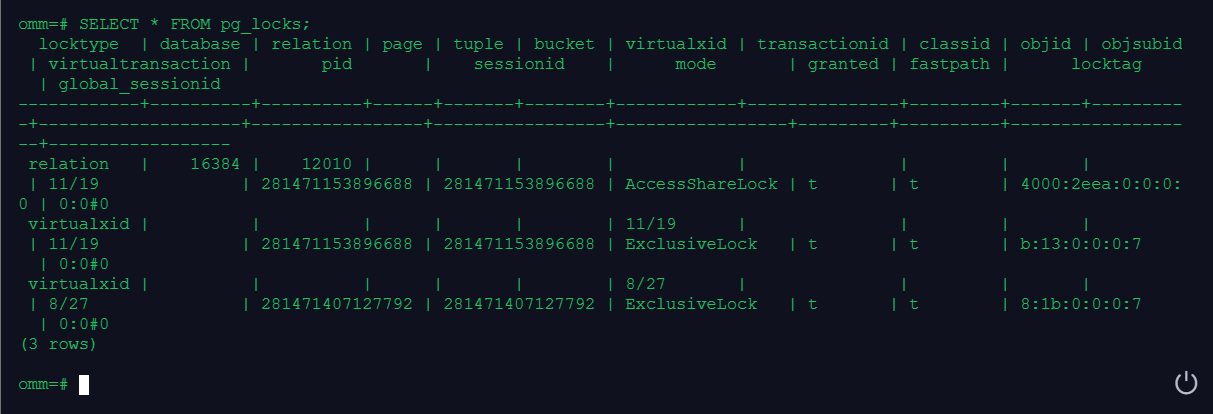 omm=# SELECT * FROM pg_locks;
  locktype  | database | relation | page | tuple | bucket | virtualxid | transactionid | classid | objid | objsubid
 | virtualtransaction |       pid       |    sessionid    |      mode       | granted | fastpath |      locktag
  | global_sessionid
------------+----------+----------+------+-------+--------+------------+---------------+---------+-------+---------
-+--------------------+-----------------+-----------------+-----------------+---------+----------+-----------------
--+------------------
 relation   |    16384 |    12010 |      |       |        |            |               |         |       |
 | 11/19              | 281471153896688 | 281471153896688 | AccessShareLock | t       | t        | 4000:2eea:0:0:0:
0 | 0:0#0
 virtualxid |          |          |      |       |        | 11/19      |               |         |       |
 | 11/19              | 281471153896688 | 281471153896688 | ExclusiveLock   | t       | t        | b:13:0:0:0:7
  | 0:0#0
 virtualxid |          |          |      |       |        | 8/27       |               |         |       |
 | 8/27               | 281471407127792 | 281471407127792 | ExclusiveLock   | t       | t        | 8:1b:0:0:0:7
  | 0:0#0
(3 rows)
omm=#